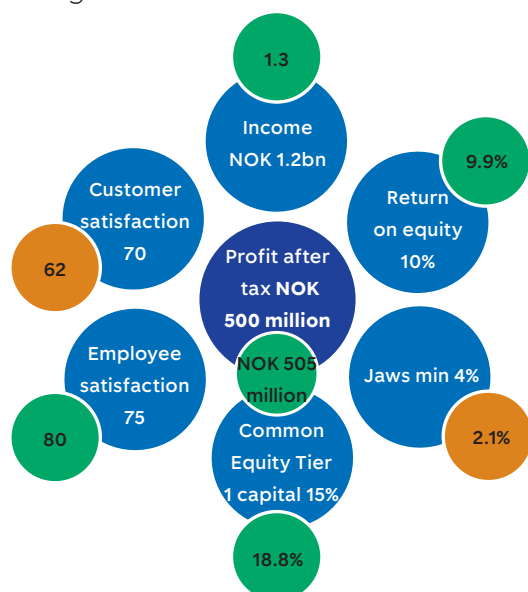 1.3
Income
NOK 1.2bn
9.9%
Return
on equity
10%
Customer
satisfaction
70
62
Profit after
tax NOK
500 million
NOK 505
million
Employee
satisfaction
75
80
Jaws min 4%
2.1%
Common
Equity Tier
1 capital 15%
18.8%